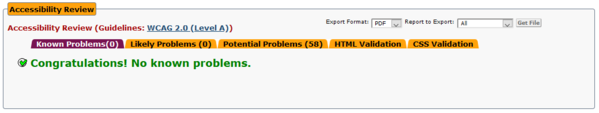 Accessibility Review
Export Format: PDF Report to Export: All Get File
Accessibility Review (Guidelines: WCAG 2.0 (Level A))
Known Problems(0) Likely Problems (0) Potential Problems (58) HTML Validation CSS Validation
Congratulations! No known problems.